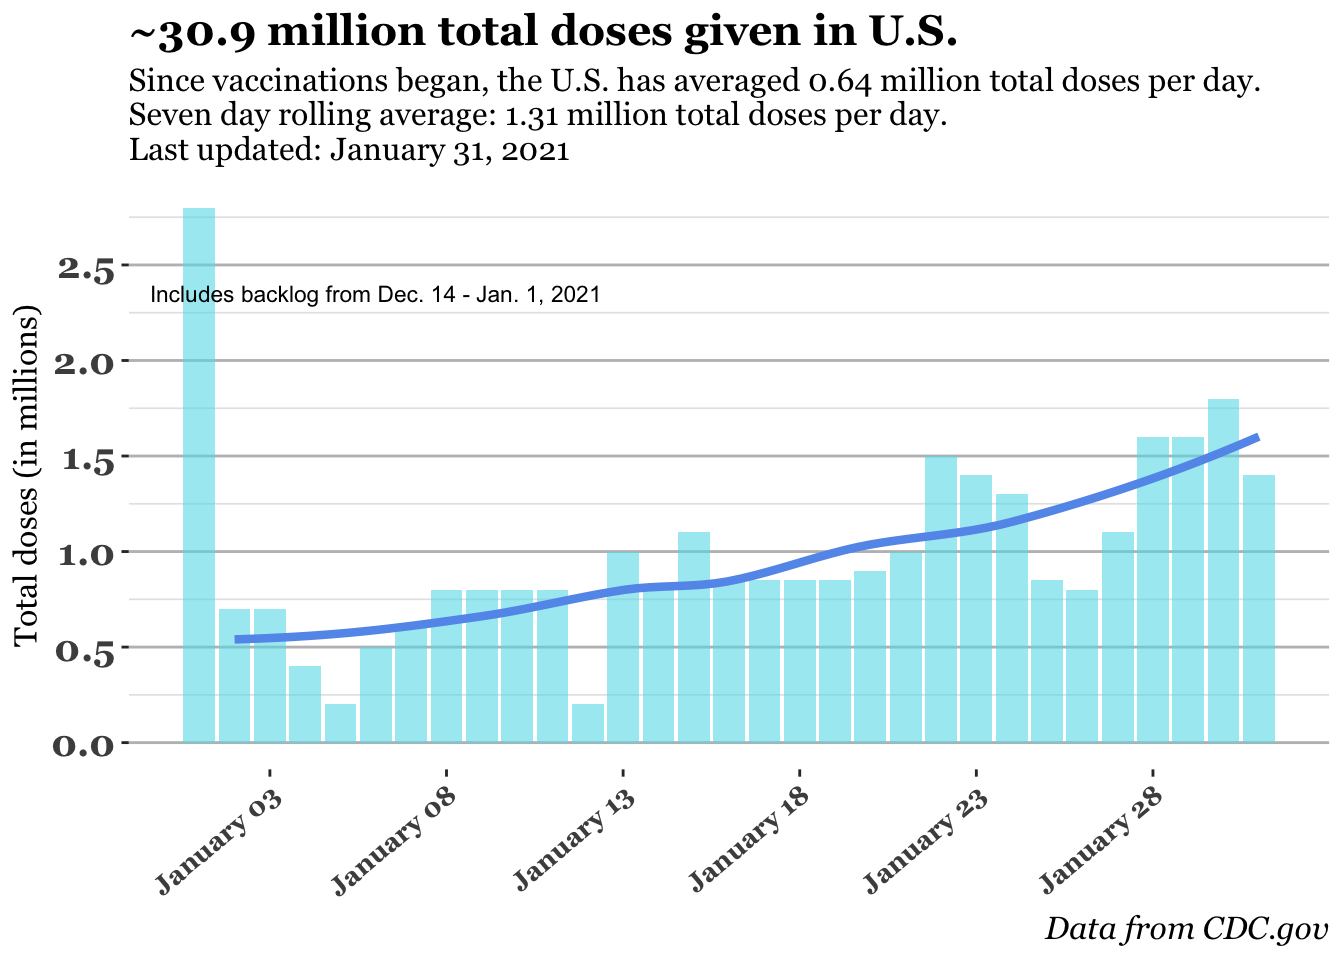 ~30.9 million total doses given in U.S.
Since vaccinations began, the U.S. has averaged 0.64 million total doses per day.
Seven day rolling average: 1.31 million total doses per day.
Last updated: January 31, 2021
Total doses (in millions)
2.5
Includes backlog from Dec. 14 - Jan. 1, 2021
2.0
1.5
1.0
0.5
0.0
January 03
January 08
January 13
January 18
January 23
January 28
Data from CDC.gov